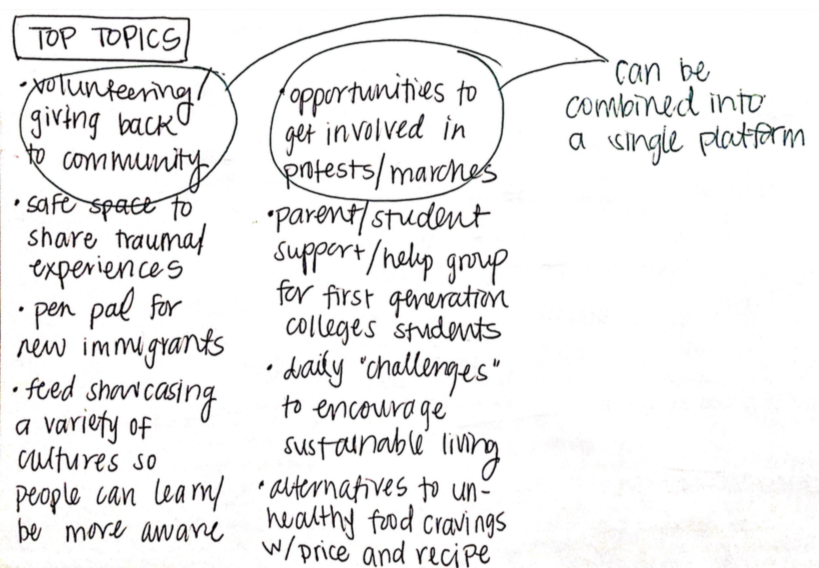 TOP TOPICS
• volunteering/
giving back
to community
• safe space to
share trauma/
experiences
• pen pal for
new immigrants
• feed showcasing
a variety of
cultures so
people can learn/
be more aware
• opportunities to
get involved in
protests/marches
• parent/student
support/help group
for first generation
colleges students
• daily "challenges"
to encourage
sustainable living
• alternatives to un-
healthy food cravings
w/price and recipe
can be
combined into
a single platform